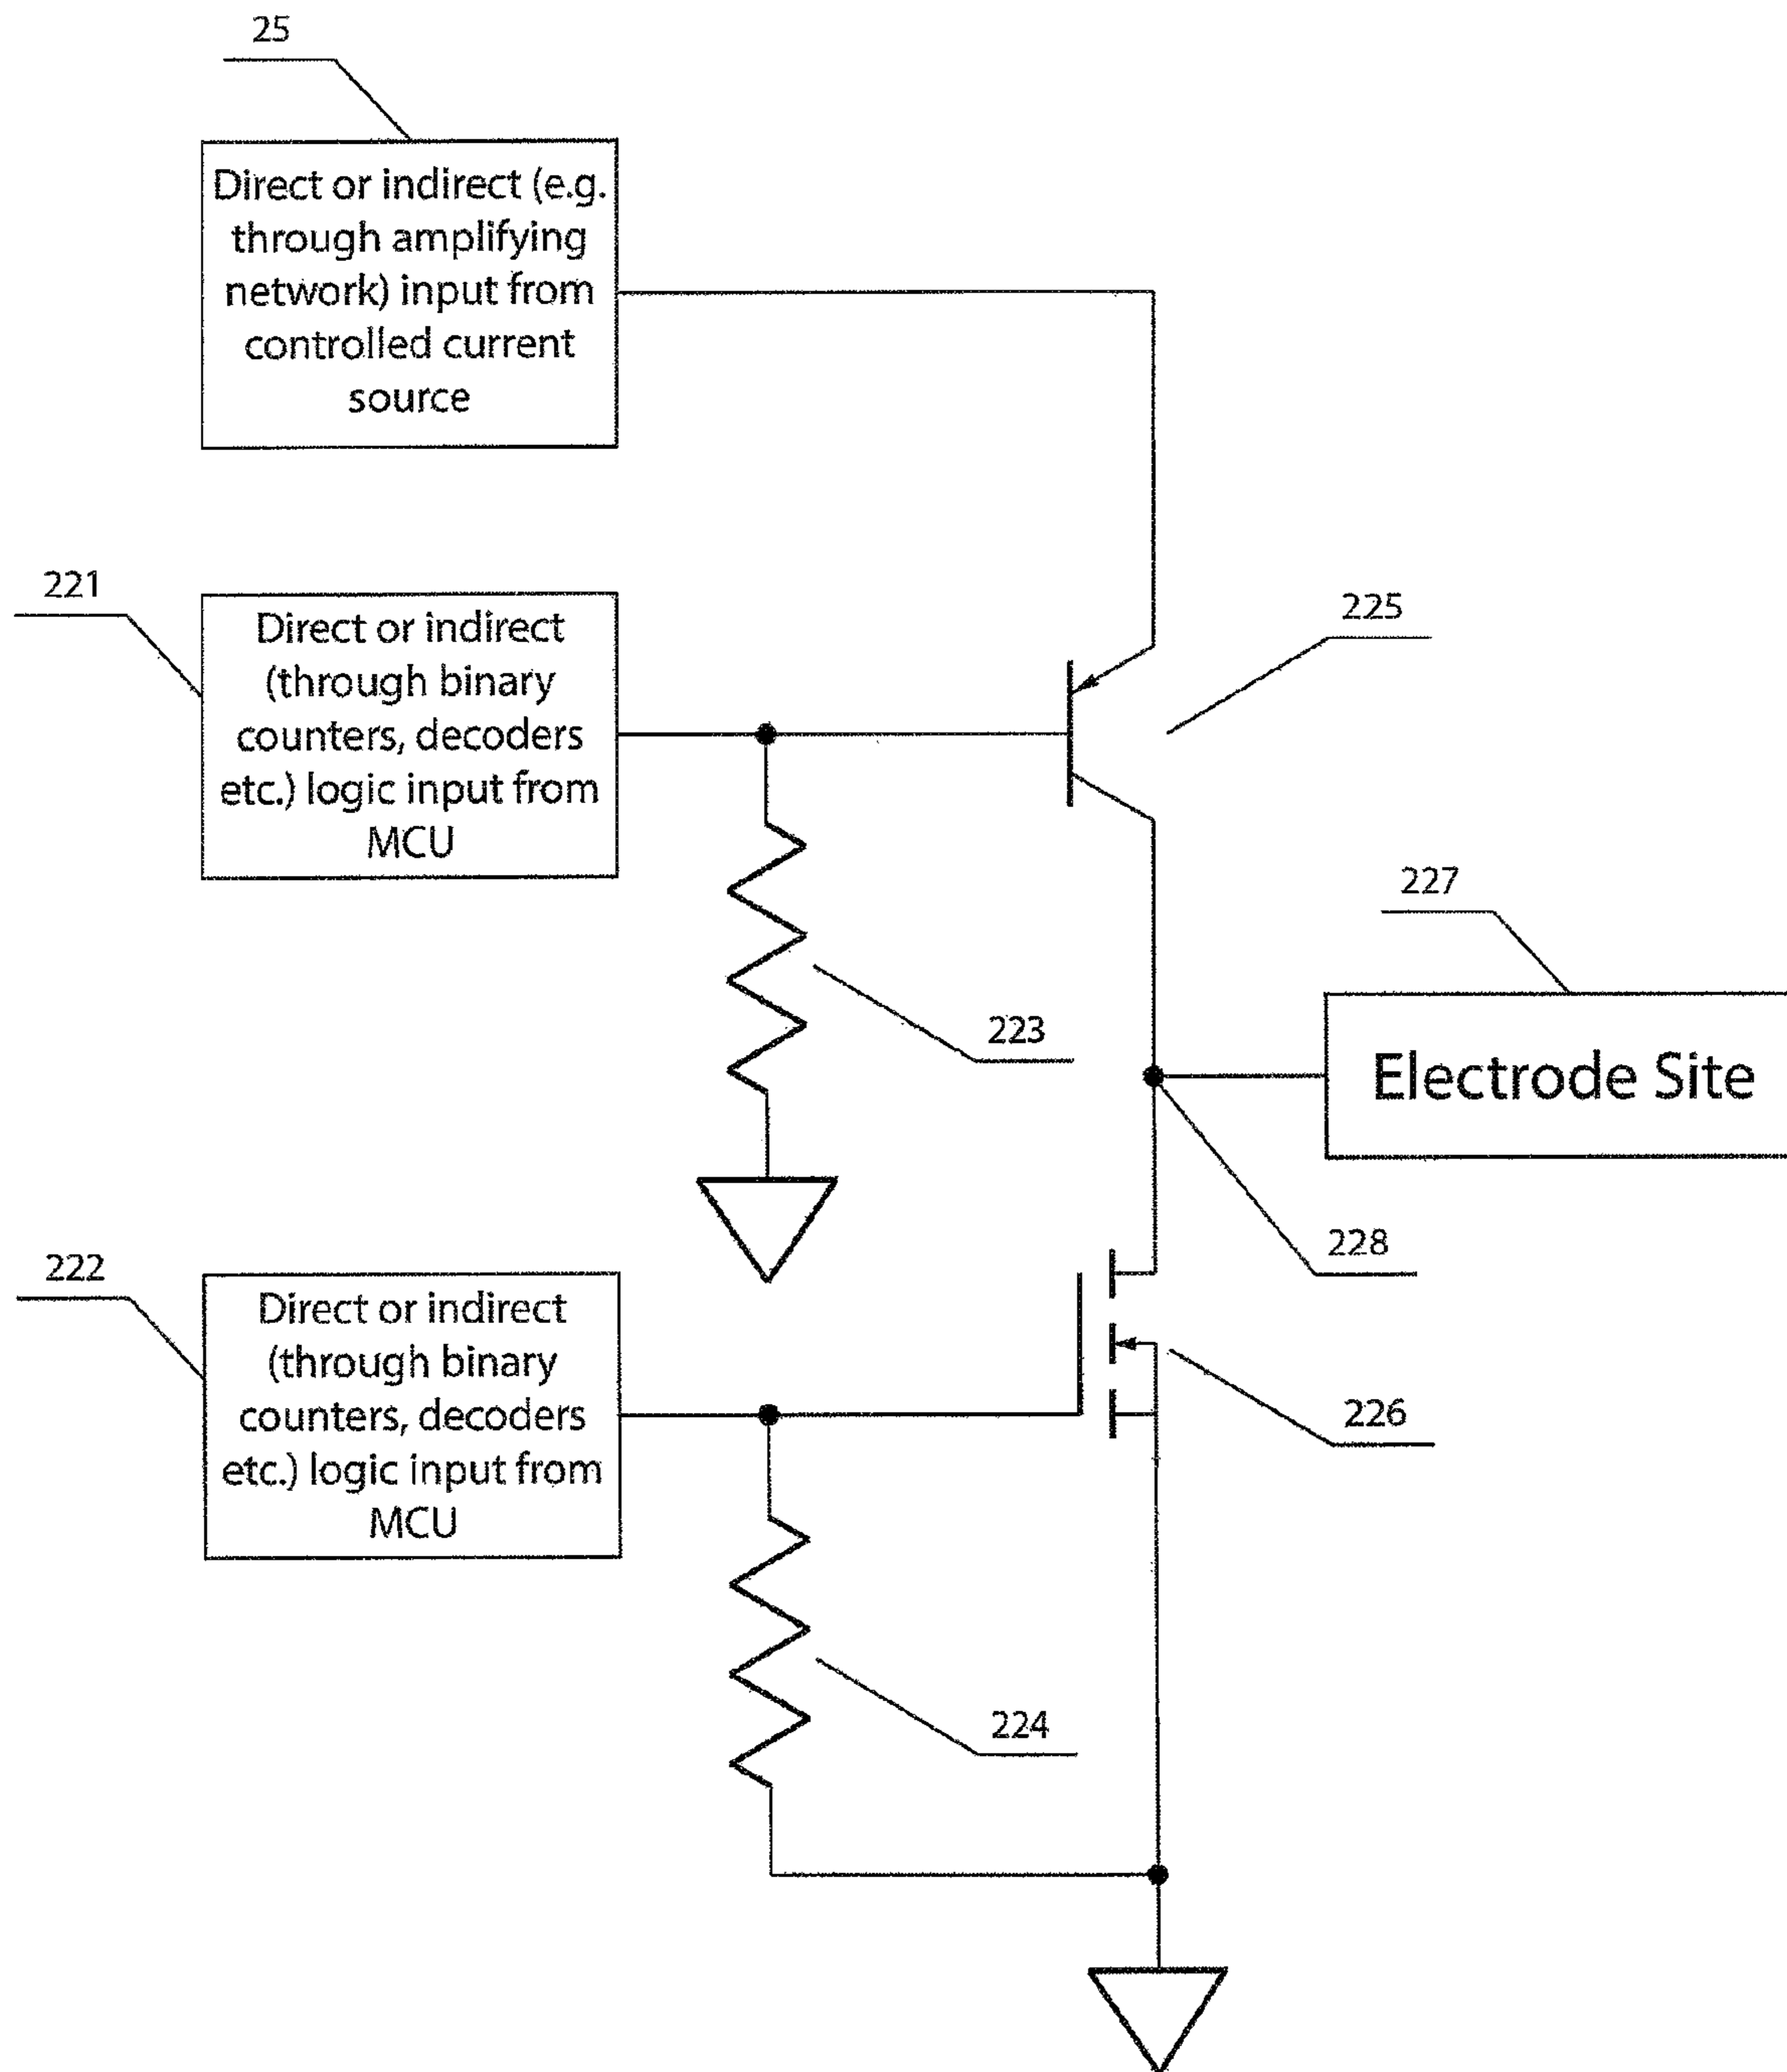 25
Direct or indirect (e.g.
through amplifying
network) input from
controlled current
source
221
Direct or indirect
(through binary
counters, decoders
etc.) logic input from
MCU
225
227
223
Electrode Site
222
228
Direct or indirect
(through binary
counters, decoders
etc.) logic input from
MCU
226
224